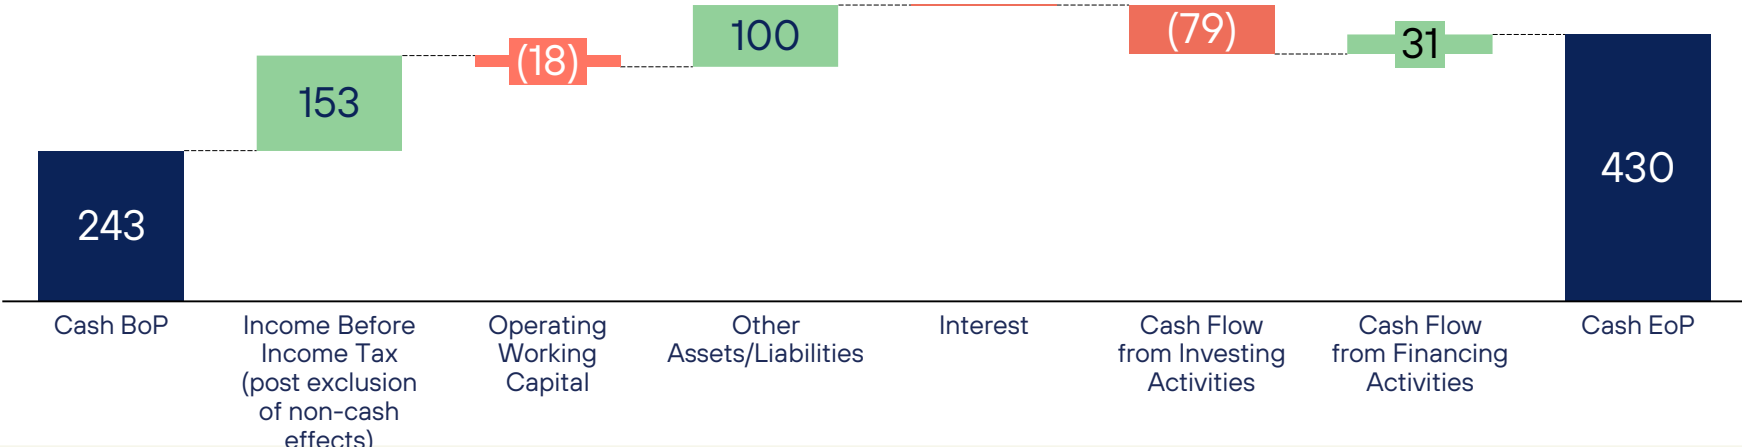 243
153
(18)
100
(79)
31
430
Cash BoP
Income Before
Income Tax
(post exclusion
of non-cash
effects)
Operating
Working
Capital
Other
Assets/Liabilities
Interest
Cash Flow
from Investing
Activities
Cash Flow
from Financing
Activities
Cash EoP